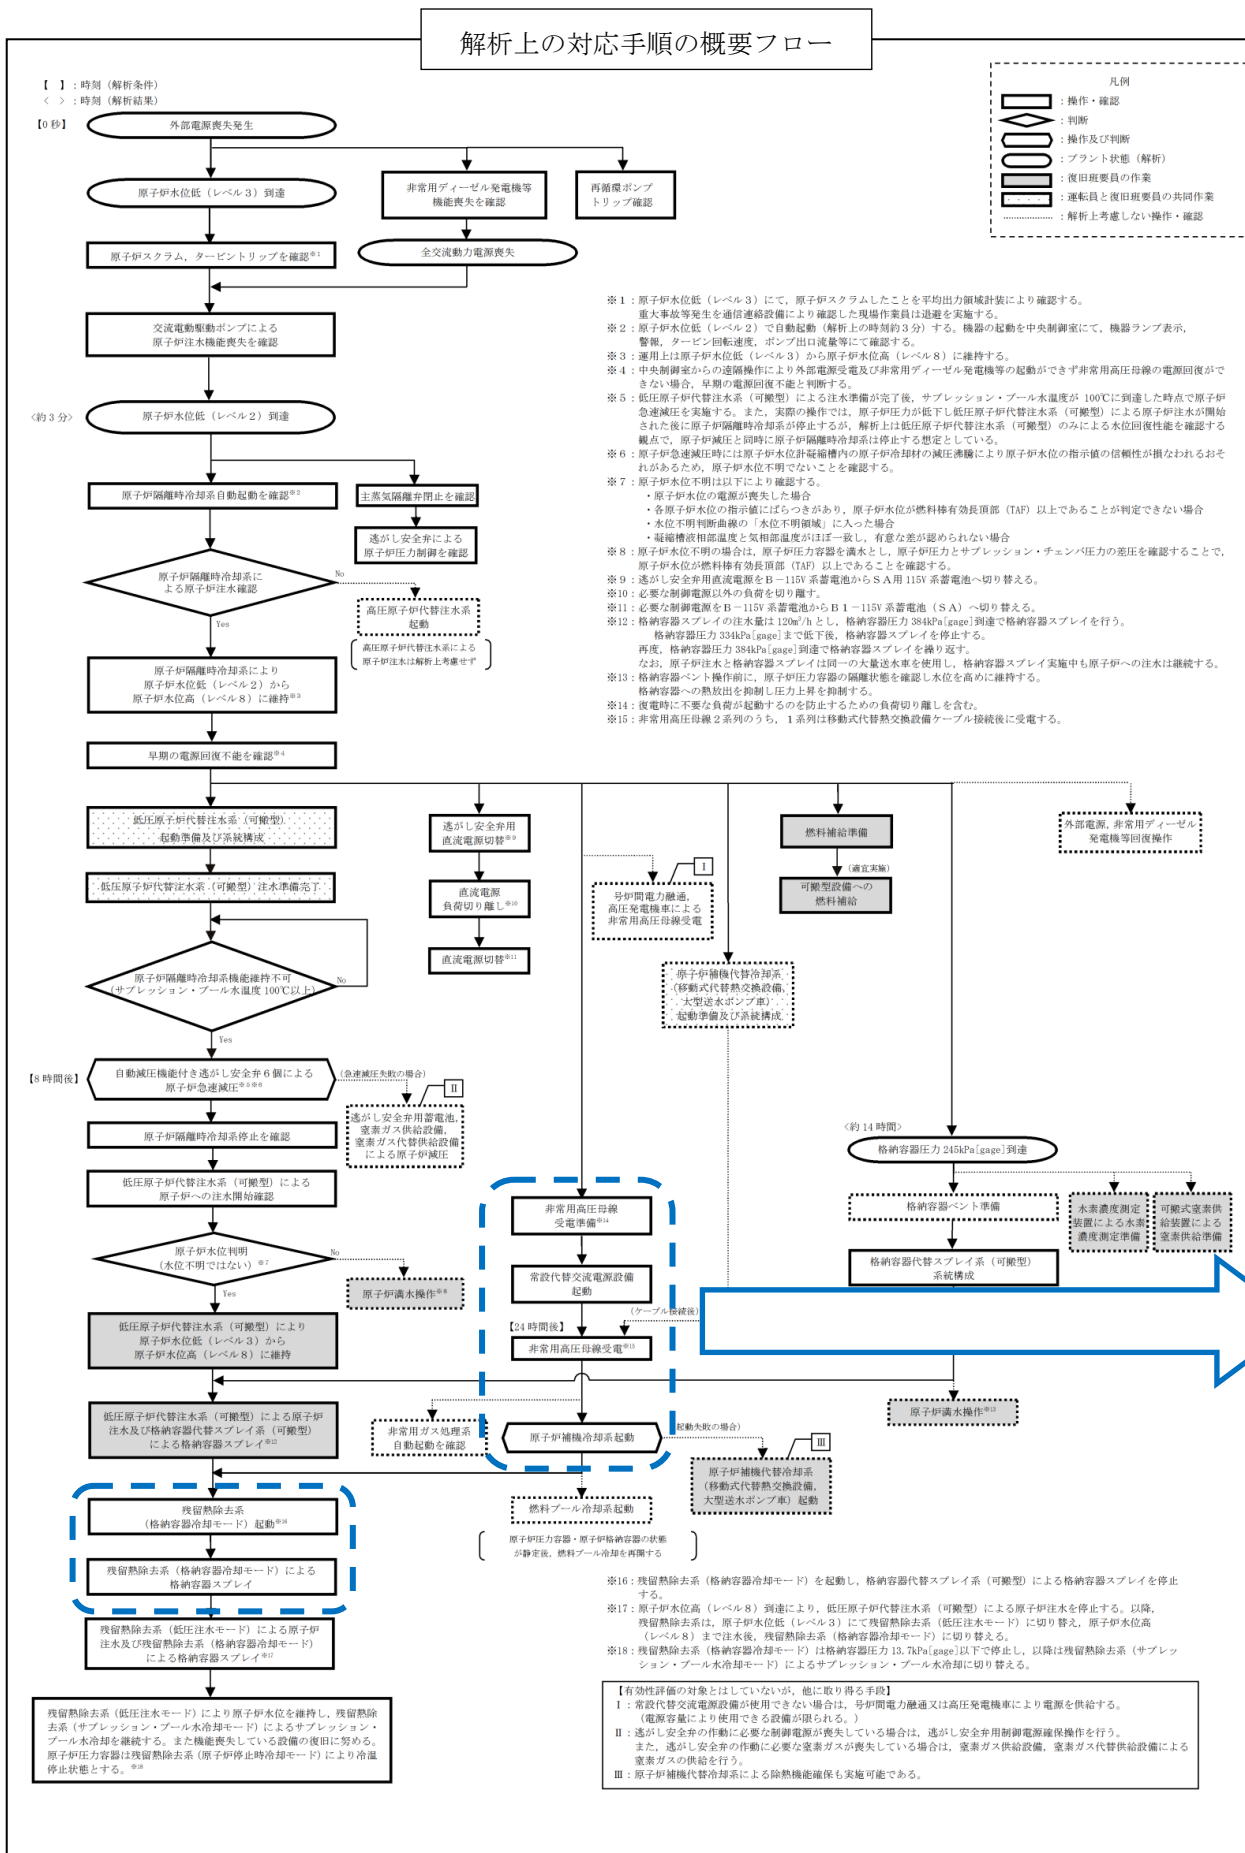 解析上の対応手順の概要フロー
【　】：時刻（解析条件）
＜　＞：時刻（解析結果）
凡例
：操作・確認
：判断
：操作及び判断
：プラント状態（解析）
：復旧班要員の作業
：運転員と復旧班要員の共同作業
：解析上考慮しない操作・確認
【0秒】
外部電源喪失発生
原子炉水位低（レベル３）到達
非常用ディーゼル発電機等
機能喪失を確認
再循環ポンプ
トリップ確認
原子炉スクラム，タービントリップを確認※1
全交流動力電源喪失
交流電動駆動ポンプによる
原子炉注水機能喪失を確認
＜約３分＞
原子炉水位低（レベル２）到達
原子炉隔離時冷却系自動起動を確認※2
主蒸気隔離弁閉止を確認
逃がし安全弁による
原子炉圧力制御を確認
原子炉隔離時冷却系に
よる原子炉注水確認
No
Yes
高圧原子炉代替注水系
起動
高圧原子炉代替注水系による
原子炉注水は解析上考慮せず
原子炉隔離時冷却系により
原子炉水位低（レベル２）から
原子炉水位高（レベル８）に維持※3
早期の電源回復不能を確認※4
※１：原子炉水位低（レベル３）にて，原子炉スクラムしたことを平均出力領域計装により確認する。
重大事故等発生を通信連絡設備により確認した現場作業員は退避を実施する。
※２：原子炉水位低（レベル２）で自動起動（解析上の時刻約３分）する。機器の起動を中央制御室にて，機器ランプ表示，
警報，タービン回転速度，ポンプ出口流量等にて確認する。
※３：運用上は原子炉水位低（レベル３）から原子炉水位高（レベル８）に維持する。
※４：中央制御室からの遠隔操作により外部電源受電及び非常用ディーゼル発電機等の起動ができず非常用高圧母線の電源回復がで
きない場合，早期の電源回復不能と判断する。
※５：低圧原子炉代替注水系（可搬型）による注水準備が完了後，サプレッション・プール水温度が 100℃に到達した時点で原子炉
急速減圧を実施する。また，実際の操作では，原子炉圧力が低下し低圧原子炉代替注水系（可搬型）による原子炉注水が開始
された後に原子炉隔離時冷却系が停止するが，解析上は低圧原子炉代替注水系（可搬型）のみによる水位回復性能を確認する
観点で，原子炉減圧と同時に原子炉隔離時冷却系は停止する想定としている。
※６：原子炉急速減圧時には原子炉水位計凝縮槽内の原子炉冷却材の減圧沸騰により原子炉水位の指示値の信頼性が損なわれるおそ
れがあるため，原子炉水位不明でないことを確認する。
※７：原子炉水位不明は以下により確認する。
・原子炉水位の電源が喪失した場合
・各原子炉水位の指示値にばらつきがあり，原子炉水位が燃料棒有効長頂部（TAF）以上であることが判定できない場合
・水位不明判断曲線の「水位不明領域」に入った場合
・凝縮槽液相部温度と気相部温度がほぼ一致し，有意な差が認められない場合
※８：原子炉水位不明の場合は，原子炉圧力容器を満水とし，原子炉圧力とサプレッション・チェンバ圧力の差圧を確認することで，
原子炉水位が燃料棒有効長頂部（TAF）以上であることを確認する。
※９：逃がし安全弁用直流電源をＢ－115V 系蓄電池からＳＡ用 115V 系蓄電池へ切り替える。
※10：必要な制御電源以外の負荷を切り離す。
※11：必要な制御電源をＢ－115V 系蓄電池からＢ１－115V 系蓄電池（ＳＡ）へ切り替える。
※12：格納容器スプレイの注水量は 120m³/h とし，格納容器圧力 384kPa[gage]到達で格納容器スプレイを行う。
格納容器圧力 334kPa[gage]まで低下後，格納容器スプレイを停止する。
再度，格納容器圧力 384kPa[gage]到達で格納容器スプレイを繰り返す。
なお，原子炉注水と格納容器スプレイは同一の大量送水車を使用し，格納容器スプレイ実施中も原子炉への注水は継続する。
※13：格納容器ベント操作前に，原子炉圧力容器の隔離状態を確認し水位を高めに維持する。
格納容器への熱放出を抑制し圧力上昇を抑制する。
※14：復電時に不要な負荷が起動するのを防止するための負荷切り離しを含む。
※15：非常用高圧母線２系列のうち，１系列は移動式代替熱交換設備ケーブル接続後に受電する。
低圧原子炉代替注水系（可搬型）
起動準備及び系統構成
低圧原子炉代替注水系（可搬型）注水準備完了
逃がし安全弁用
直流電源切替※9
直流電源
負荷切り離し※10
直流電源切替※11
Ⅰ
号炉間電力融通，
高圧発電機車による
非常用高圧母線受電
原子炉補機代替冷却系
（移動式代替熱交換設備，
大型送水ポンプ車）
起動準備及び系統構成
燃料補給準備
（適宜実施）
可搬型設備への
燃料補給
外部電源，非常用ディーゼル
発電機等回復操作
原子炉隔離時冷却系機能維持不可
（サプレッション・プール水温度 100℃以上）
No
Yes
【8 時間後】
自動減圧機能付き逃がし安全弁６個による
原子炉急速減圧※5※6
（急速減圧失敗の場合）
Ⅱ
逃がし安全弁用蓄電池，
窒素ガス供給設備，
窒素ガス代替供給設備
による原子炉減圧
原子炉隔離時冷却系停止を確認
低圧原子炉代替注水系（可搬型）による
原子炉への注水開始確認
原子炉水位判明
（水位不明ではない）※7
No
Yes
原子炉満水操作※8
低圧原子炉代替注水系（可搬型）により
原子炉水位低（レベル３）から
原子炉水位高（レベル８）に維持
低圧原子炉代替注水系（可搬型）による原子炉
注水及び格納容器代替スプレイ系（可搬型）
による格納容器スプレイ※12
残留熱除去系
（格納容器冷却モード）起動※16
残留熱除去系（格納容器冷却モード）による
格納容器スプレイ
残留熱除去系（低圧注水モード）による原子炉
注水及び残留熱除去系（格納容器冷却モード）
による格納容器スプレイ※17
残留熱除去系（低圧注水モード）により原子炉水位を維持し，残留熱除
去系（サプレッション・プール水冷却モード）によるサプレッション・
プール水冷却を継続する。また機能喪失している設備の復旧に努める。
原子炉圧力容器は残留熱除去系（原子炉停止時冷却モード）により冷温
停止状態とする。※18
非常用高圧母線
受電準備※14
常設代替交流電源設備
起動
【24 時間後】
（ケーブル接続後）
非常用高圧母線受電※15
非常用ガス処理系
自動起動を確認
原子炉補機冷却系起動
起動失敗の場合）
Ⅲ
原子炉補機代替冷却系
（移動式代替熱交換設備，
大型送水ポンプ車）起動
燃料プール冷却系起動
原子炉圧力容器・原子炉格納容器の状態
が静定後，燃料プール冷却を再開する
＜約 14 時間＞
格納容器圧力 245kPa[gage]到達
格納容器ベント準備
水素濃度測定
装置による水素
濃度測定準備
可搬式窒素供
給装置による
窒素供給準備
格納容器代替スプレイ系（可搬型）
系統構成
原子炉満水操作※13
※16：残留熱除去系（格納容器冷却モード）を起動し，格納容器代替スプレイ系（可搬型）による格納容器スプレイを停止
する。
※17：原子炉水位高（レベル８）到達により，低圧原子炉代替注水系（可搬型）による原子炉注水を停止する。以降，
残留熱除去系は，原子炉水位低（レベル３）にて残留熱除去系（低圧注水モード）に切り替え，原子炉水位高
（レベル８）まで注水後，残留熱除去系（格納容器冷却モード）に切り替える。
※18：残留熱除去系（格納容器冷却モード）は格納容器圧力 13.7kPa[gage]以下で停止し，以降は残留熱除去系（サプレッ
ション・プール水冷却モード）によるサプレッション・プール水冷却に切り替える。
【有効性評価の対象とはしていないが，他に取り得る手段】
Ⅰ：常設代替交流電源設備が使用できない場合は，号炉間電力融通又は高圧発電機車により電源を供給する。
（電源容量により使用できる設備が限られる。）
Ⅱ：逃がし安全弁の作動に必要な制御電源が喪失している場合は，逃がし安全弁用制御電源確保操作を行う。
また，逃がし安全弁の作動に必要な窒素ガスが喪失している場合は，窒素ガス供給設備，窒素ガス代替供給設備による
窒素ガスの供給を行う。
Ⅲ：原子炉補機代替冷却系による除熱機能確保も実施可能である。